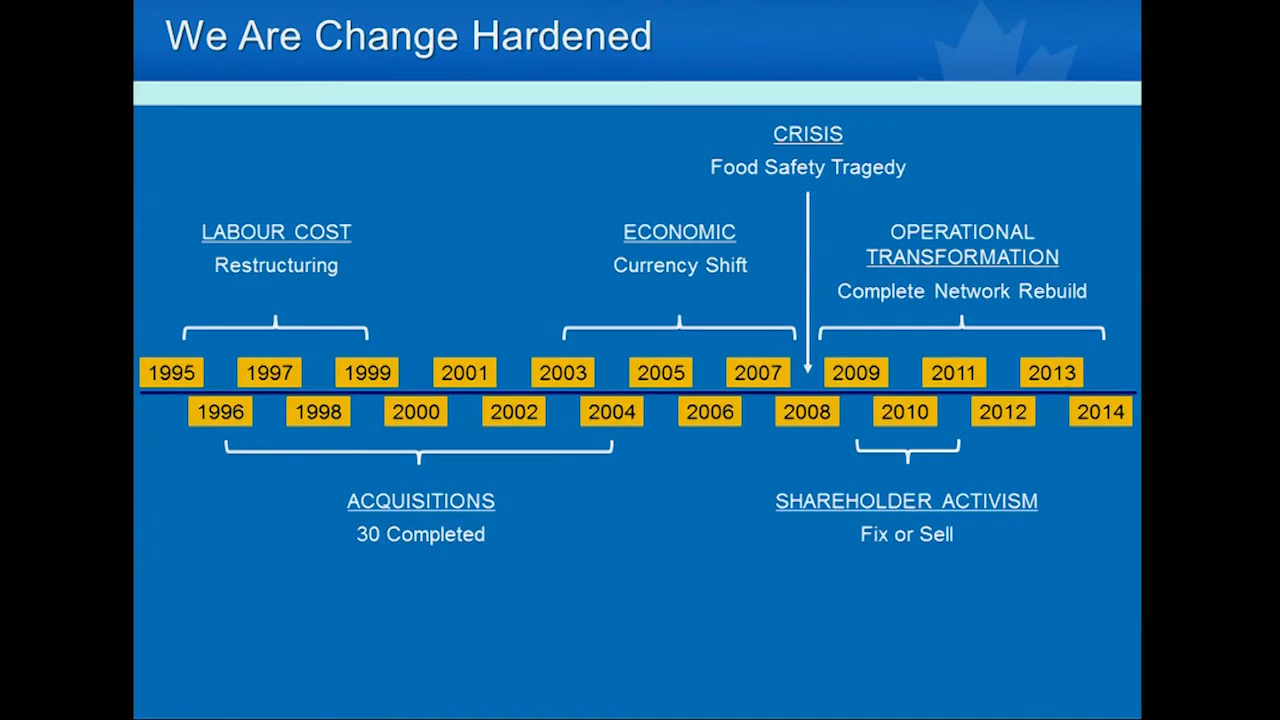 We Are Change Hardened
CRISIS
Food Safety Tragedy
LABOUR COST
Restructuring
ECONOMIC
Currency Shift
OPERATIONAL
TRANSFORMATION
Complete Network Rebuild
1995 1997 1999 2001 2003 2005 2007 2009 2011 2013
1996 1998 2000 2002 2004 2006 2008 2010 2012 2014
ACQUISITIONS
30 Completed
SHAREHOLDER ACTIVISM
Fix or Sell